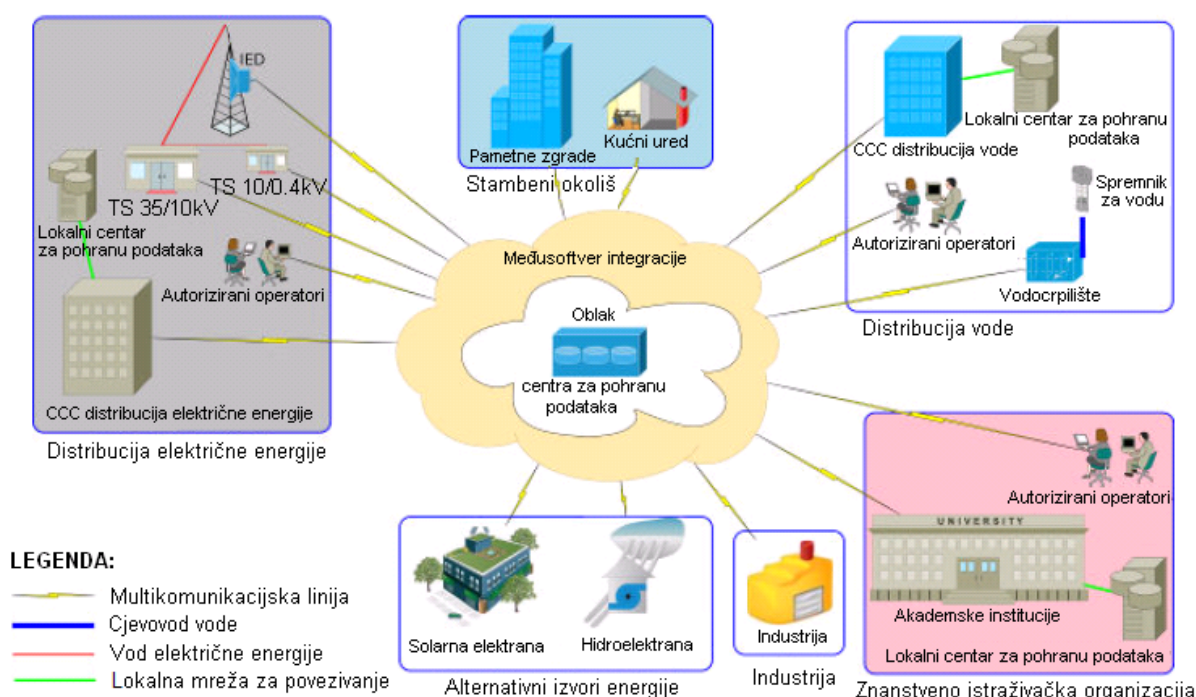 IED
TS 10/0.4kV
TS 35/10kV
Lokalni centar
za pohranu podataka
Autorizirani operatori
CCC distribucija električne energije
Distribucija električne energije
Pametne zgrade
Kućni ured
Stambeni okoliš
Lokalni centar za pohranu
podataka
CCC distribucija vode
Spremnik
za vodu
Autorizirani operatori
Vodocrpilište
Distribucija vode
Međusoftver integracije
Oblak
centra za pohranu
podataka
Autorizirani operatori
UNIVERSITY
Akademske institucije
Lokalni centar za pohranu podataka
Znanstveno istraživačka organizacija
Solarna elektrana
Hidroelektrana
Alternativni izvori energije
Industrija
Industrija
LEGENDA:
Multikomunikacijska linija
Cjevovod vode
Vod električne energije
Lokalna mreža za povezivanje